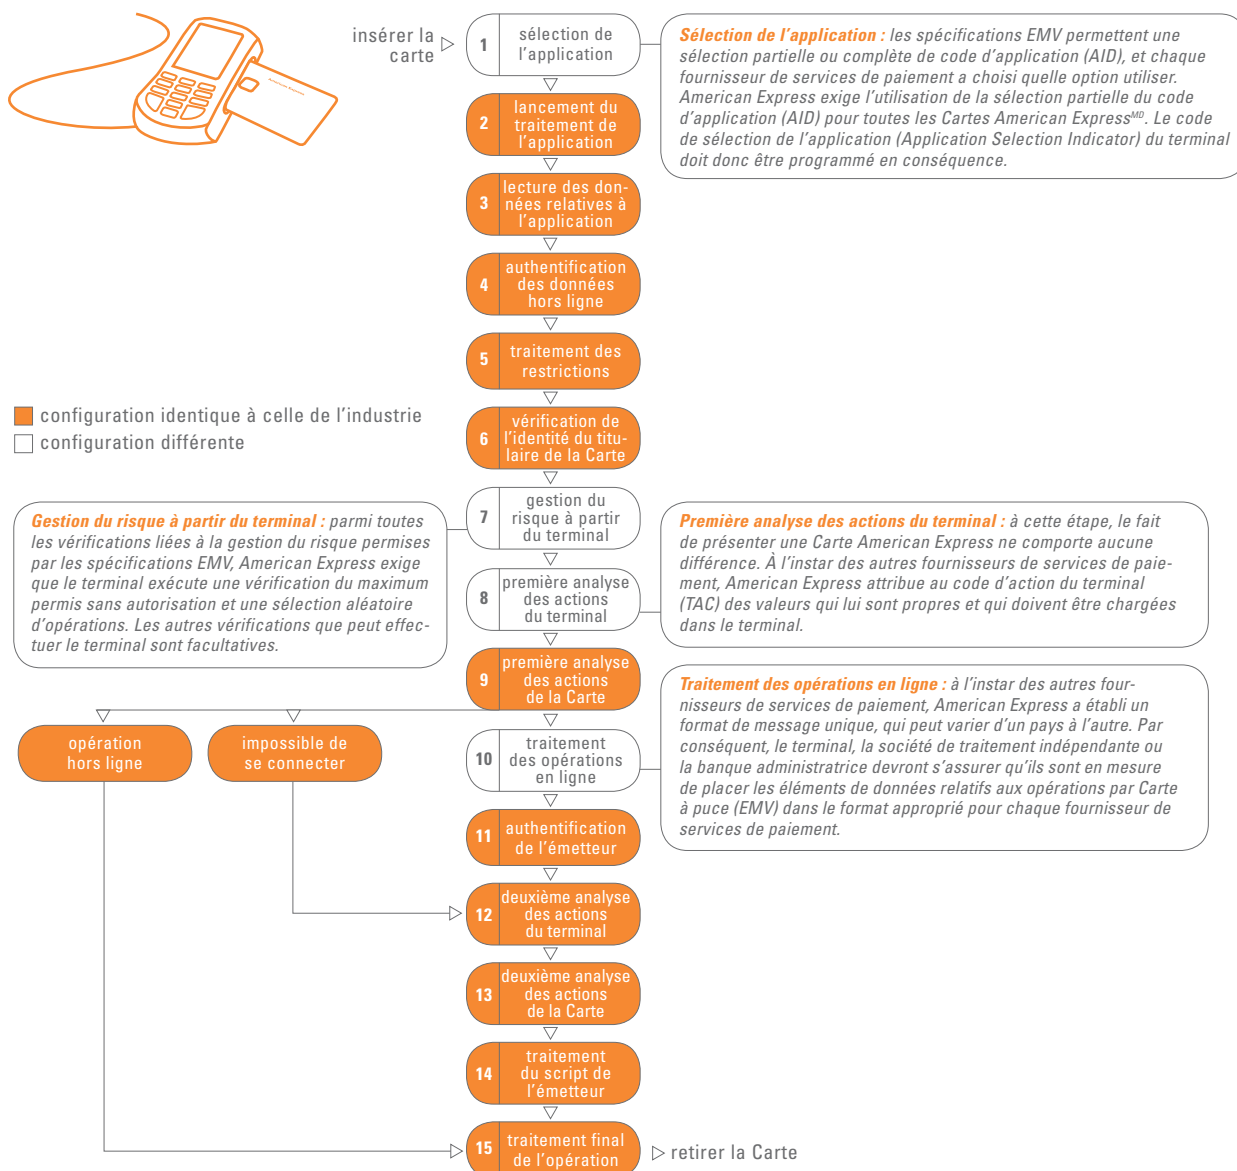 insérer la
carte
1
sélection de
l'application
Sélection de l'application : les spécifications EMV permettent une
sélection partielle ou complète de code d'application (AID), et chaque
fournisseur de services de paiement a choisi quelle option utiliser.
American Express exige l'utilisation de la sélection partielle du code
d'application (AID) pour toutes les Cartes American Express^MD. Le code
de sélection de l'application (Application Selection Indicator) du terminal
doit donc être programmé en conséquence.
2
lancement du
traitement de
l'application
3
lecture des don-
nées relatives à
l'application
4
authentification
des données
hors ligne
5
traitement des
restrictions
configuration identique à celle de l'industrie
configuration différente
6
vérification de
l'identité du titu-
laire de la Carte
7
gestion du
risque à partir
du terminal
Gestion du risque à partir du terminal : parmi toutes
les vérifications liées à la gestion du risque permises
par les spécifications EMV, American Express exige
que le terminal exécute une vérification du maximum
permis sans autorisation et une sélection aléatoire
d'opérations. Les autres vérifications que peut effec-
tuer le terminal sont facultatives.
8
première analyse
des actions
du terminal
Première analyse des actions du terminal : à cette étape, le fait
de présenter une Carte American Express ne comporte aucune
différence. À l'instar des autres fournisseurs de services de paie-
ment, American Express attribue au code d'action du terminal
(TAC) des valeurs qui lui sont propres et qui doivent être chargées
dans le terminal.
9
première analyse
des actions
de la Carte
opération
hors ligne
impossible de
se connecter
10
traitement
des opérations
en ligne
Traitement des opérations en ligne : à l'instar des autres four-
nisseurs de services de paiement, American Express a établi un
format de message unique, qui peut varier d'un pays à l'autre. Par
conséquent, le terminal, la société de traitement indépendante ou
la banque administratrice devront s'assurer qu'ils sont en mesure
de placer les éléments de données relatifs aux opérations par Carte
à puce (EMV) dans le format approprié pour chaque fournisseur de
services de paiement.
11
authentification
de l'émetteur
12
deuxième analyse
des actions
du terminal
13
deuxième analyse
des actions
de la Carte
14
traitement
du script de
l'émetteur
15
traitement final
de l'opération
retirer la Carte